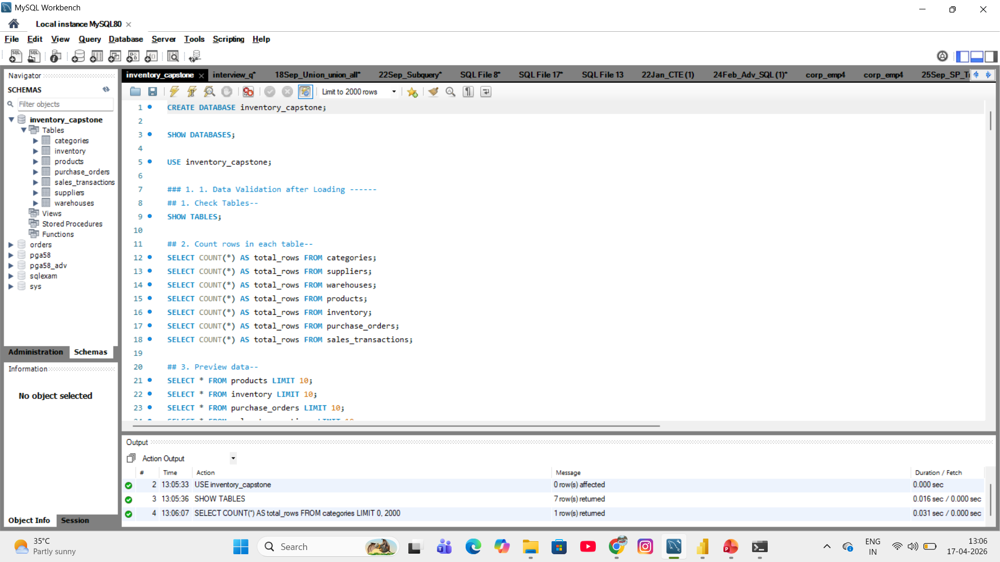 MySQL Workbench
Local instance MySQL80
File Edit View Query Database Server Tools Scripting Help
Navigator
SCHEMAS
Filter objects
inventory_capstone
Tables
categories
inventory
products
purchase_orders
sales_transactions
suppliers
warehouses
Views
Stored Procedures
Functions
orders
pga58
pga58_adv
sqlexam
sys
Administration Schemas
Information
No object selected
Object Info Session
inventory_capstone interview_q* 18Sep_Union_union_all* 22Sep_Subquery* SQL File 8* SQL File 17* SQL File 13 22Jan_CTE (1) 24Feb_Adv_SQL (1)* corp_emp4 corp_emp4
Limit to 2000 rows
1 CREATE DATABASE inventory_capstone;
2
3 SHOW DATABASES;
4
5 USE inventory_capstone;
6
7 ### 1. 1. Data Validation after Loading ------
8 ## 1. Check Tables--
9 SHOW TABLES;
10
11 ## 2. Count rows in each table--
12 SELECT COUNT(*) AS total_rows FROM categories;
13 SELECT COUNT(*) AS total_rows FROM suppliers;
14 SELECT COUNT(*) AS total_rows FROM warehouses;
15 SELECT COUNT(*) AS total_rows FROM products;
16 SELECT COUNT(*) AS total_rows FROM inventory;
17 SELECT COUNT(*) AS total_rows FROM purchase_orders;
18 SELECT COUNT(*) AS total_rows FROM sales_transactions;
19
20 ## 3. Preview data--
21 SELECT * FROM products LIMIT 10;
22 SELECT * FROM inventory LIMIT 10;
23 SELECT * FROM purchase_orders LIMIT 10;
Output
Action Output
# Time Action Message Duration / Fetch
2 13:05:33 USE inventory_capstone 0 row(s) affected 0.000 sec
3 13:05:36 SHOW TABLES 7 row(s) returned 0.016 sec / 0.000 sec
4 13:06:07 SELECT COUNT(*) AS total_rows FROM categories LIMIT 0, 2000 1 row(s) returned 0.031 sec / 0.000 sec
35°C
Partly sunny
Search
ENG
IN
13:06
17-04-2026